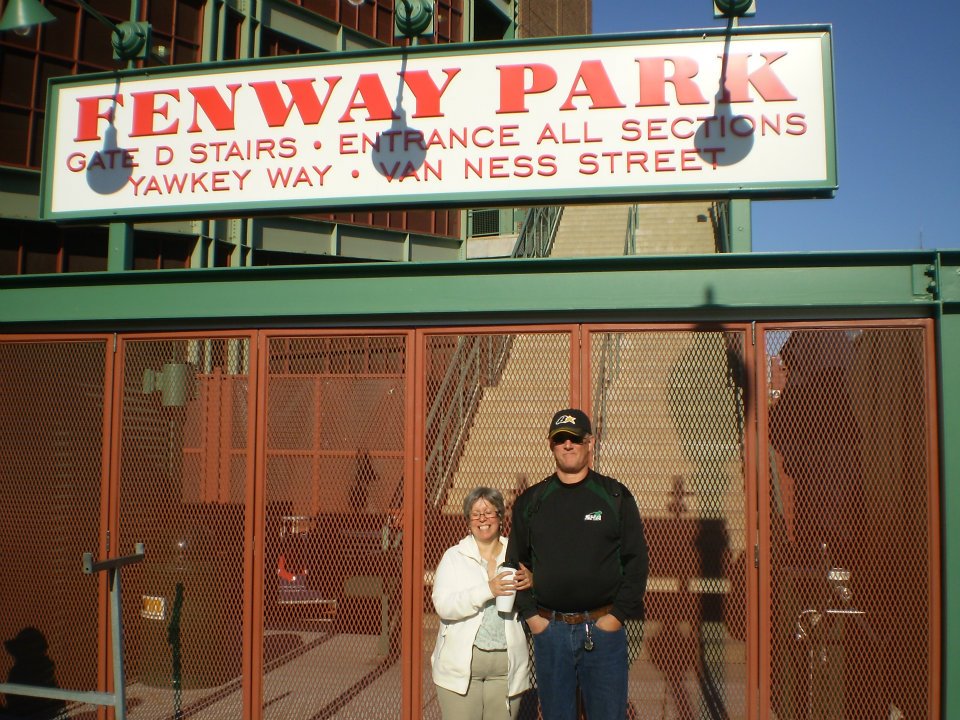 FENWAY PARK
GATE D STAIRS • ENTRANCE ALL SECTIONS
YAWKEY WAY • VAN NESS STREET